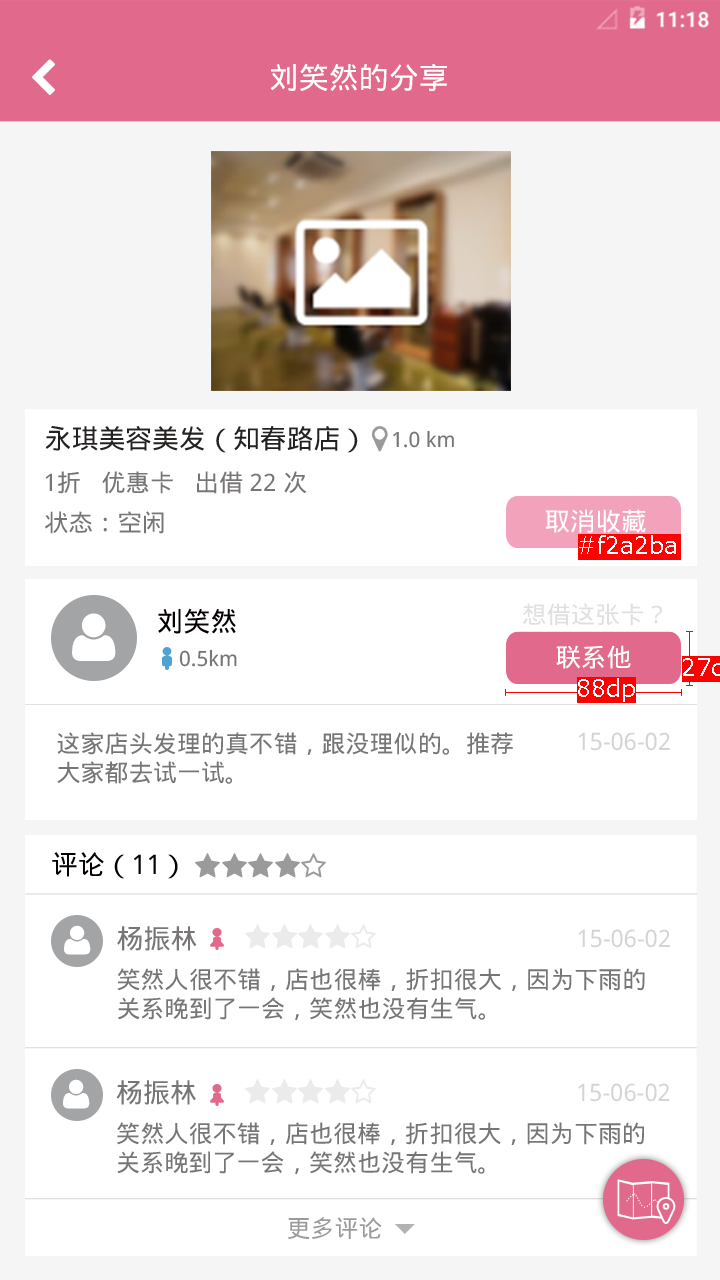 11:18
刘笑然的分享
永琪美容美发（知春路店） 1.0 km
1折 优惠卡 出借 22 次
状态：空闲
取消收藏
#f2a2ba
刘笑然
想借这张卡？
0.5km
联系他
27d
88dp
这家店头发理的真不错，跟没理似的。推荐
大家都去试一试。
15-06-02
评论（11）
杨振林
15-06-02
笑然人很不错，店也很棒，折扣很大，因为下雨的
关系晚到了一会，笑然也没有生气。
杨振林
15-06-02
笑然人很不错，店也很棒，折扣很大，因为下雨的
关系晚到了一会，笑然也没有生气。
更多评论